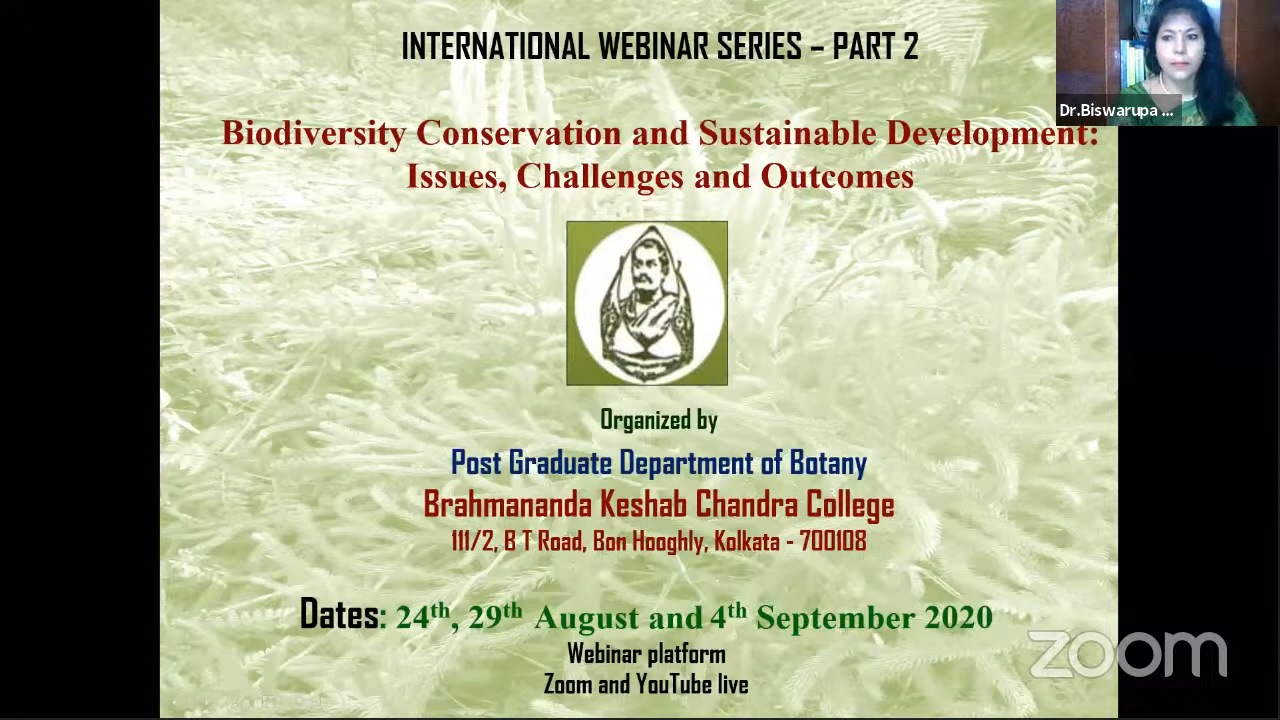 INTERNATIONAL WEBINAR SERIES – PART 2
Dr.Biswarupa ...
Biodiversity Conservation and Sustainable Development:
Issues, Challenges and Outcomes
Organized by
Post Graduate Department of Botany
Brahmananda Keshab Chandra College
111/2, B T Road, Bon Hooghly, Kolkata - 700108
Dates: 24th, 29th August and 4th September 2020
Webinar platform
Zoom and YouTube live
zoom